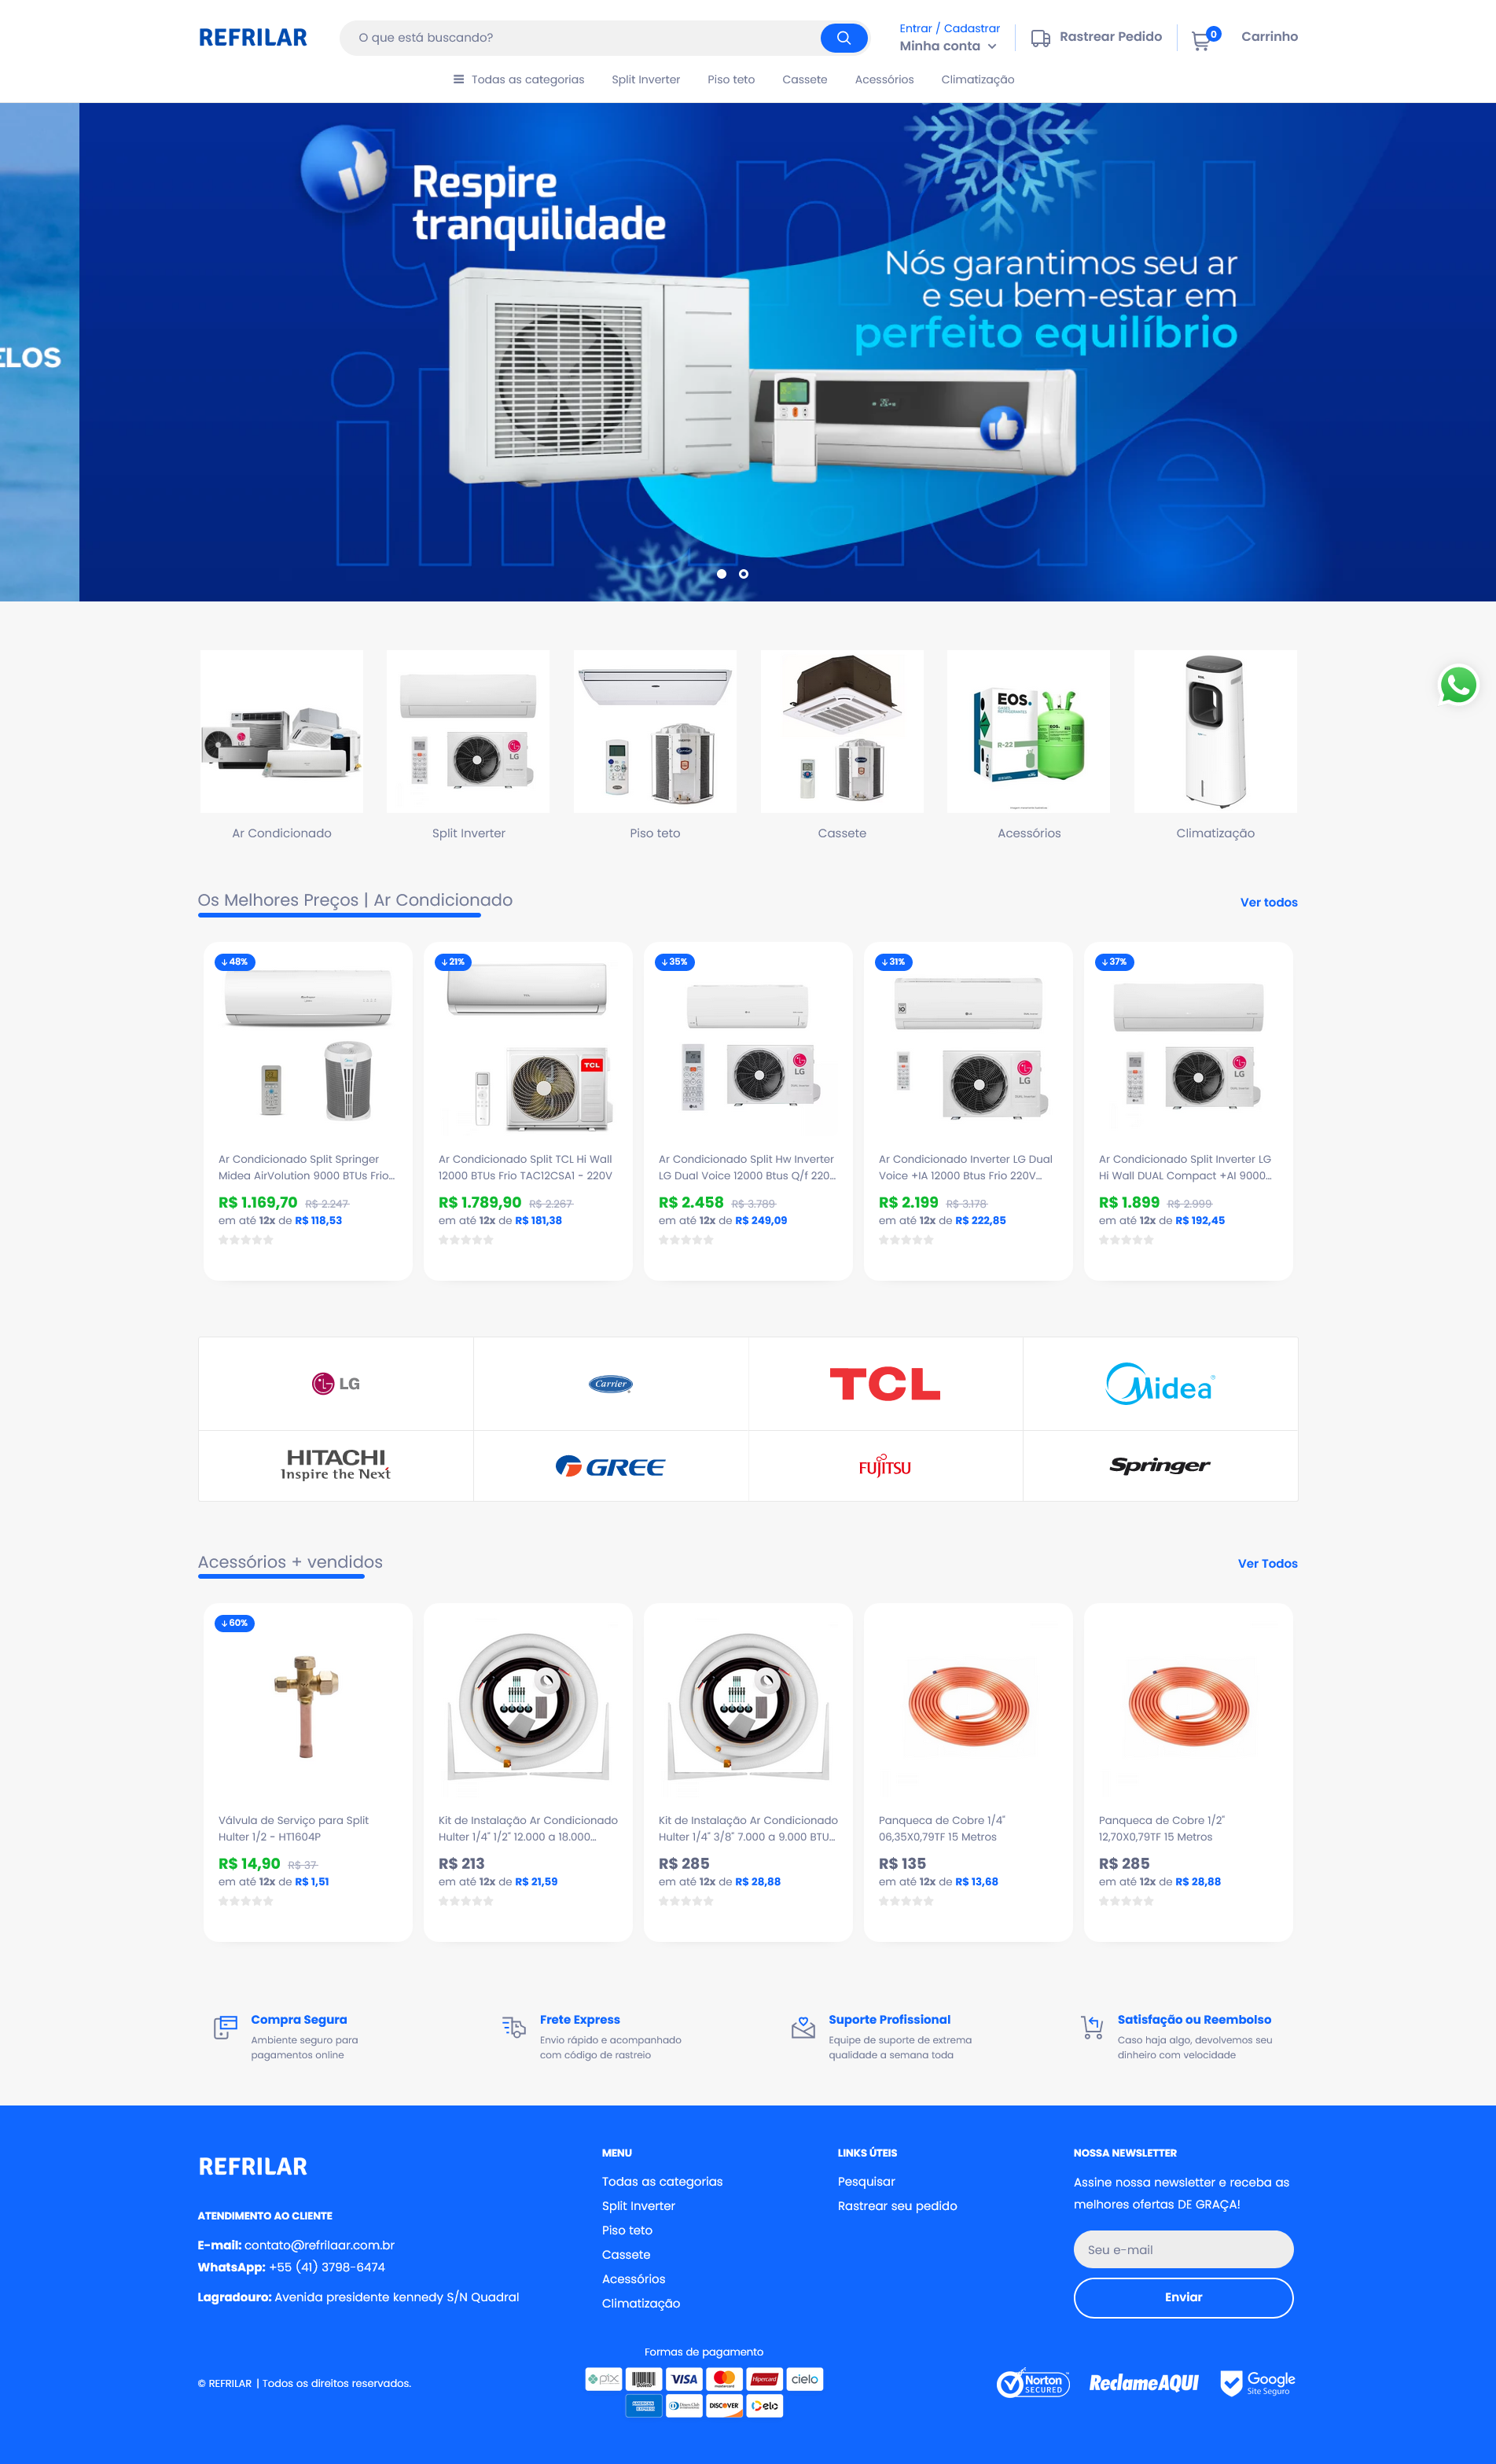 REFRILAR
O que está buscando?
Entrar / Cadastrar
Minha conta
Rastrear Pedido
0
Carrinho
Todas as categorias
Split Inverter
Piso teto
Cassete
Acessórios
Climatização
ELOS
tranqu
Respire
tranquilidade
Nós garantimos seu ar
e seu bem-estar em
perfeito equilíbrio
LG
LG
EOS.
R-22
Ar Condicionado
Split Inverter
Piso teto
Cassete
Acessórios
Climatização
Os Melhores Preços | Ar Condicionado
Ver todos
48%
21%
35%
31%
37%
TCL
LG
LG
LG
Ar Condicionado Split Springer
Midea AirVolution 9000 BTUs Frio...
R$ 1.169,70 R$ 2.247
em até 12x de R$ 118,53
Ar Condicionado Split TCL Hi Wall
12000 BTUs Frio TAC12CSA1 - 220V
R$ 1.789,90 R$ 2.267
em até 12x de R$ 181,38
Ar Condicionado Split Hw Inverter
LG Dual Voice 12000 Btus Q/f 220...
R$ 2.458 R$ 3.789
em até 12x de R$ 249,09
Ar Condicionado Inverter LG Dual
Voice +IA 12000 Btus Frio 220V...
R$ 2.199 R$ 3.178
em até 12x de R$ 222,85
Ar Condicionado Split Inverter LG
Hi Wall DUAL Compact +AI 9000...
R$ 1.899 R$ 2.999
em até 12x de R$ 192,45
LG
Carrier
TCL
Midea
HITACHI
Inspire the Next
GREE
FUJITSU
Springer
Acessórios + vendidos
Ver Todos
60%
Válvula de Serviço para Split
Hulter 1/2 - HT1604P
R$ 14,90 R$ 37
em até 12x de R$ 1,51
Kit de Instalação Ar Condicionado
Hulter 1/4" 1/2" 12.000 a 18.000...
R$ 213
em até 12x de R$ 21,59
Kit de Instalação Ar Condicionado
Hulter 1/4" 3/8" 7.000 a 9.000 BTU...
R$ 285
em até 12x de R$ 28,88
Panqueca de Cobre 1/4"
06,35X0,79TF 15 Metros
R$ 135
em até 12x de R$ 13,68
Panqueca de Cobre 1/2"
12,70X0,79TF 15 Metros
R$ 285
em até 12x de R$ 28,88
Compra Segura
Ambiente seguro para
pagamentos online
Frete Express
Envio rápido e acompanhado
com código de rastreio
Suporte Profissional
Equipe de suporte de extrema
qualidade a semana toda
Satisfação ou Reembolso
Caso haja algo, devolvemos seu
dinheiro com velocidade
REFRILAR
ATENDIMENTO AO CLIENTE
E-mail: contato@refrilaar.com.br
WhatsApp: +55 (41) 3798-6474
Lagradouro: Avenida presidente kennedy S/N Quadral
MENU
Todas as categorias
Split Inverter
Piso teto
Cassete
Acessórios
Climatização
LINKS ÚTEIS
Pesquisar
Rastrear seu pedido
NOSSA NEWSLETTER
Assine nossa newsletter e receba as
melhores ofertas DE GRAÇA!
Seu e-mail
Enviar
© REFRILAR | Todos os direitos reservados.
Formas de pagamento
pix
VISA
mastercard
Hipercard
cielo
AMERICAN EXPRESS
Diners Club
DISCOVER
elo
Norton
SECURED
ReclameAQUI
Google
Site Seguro